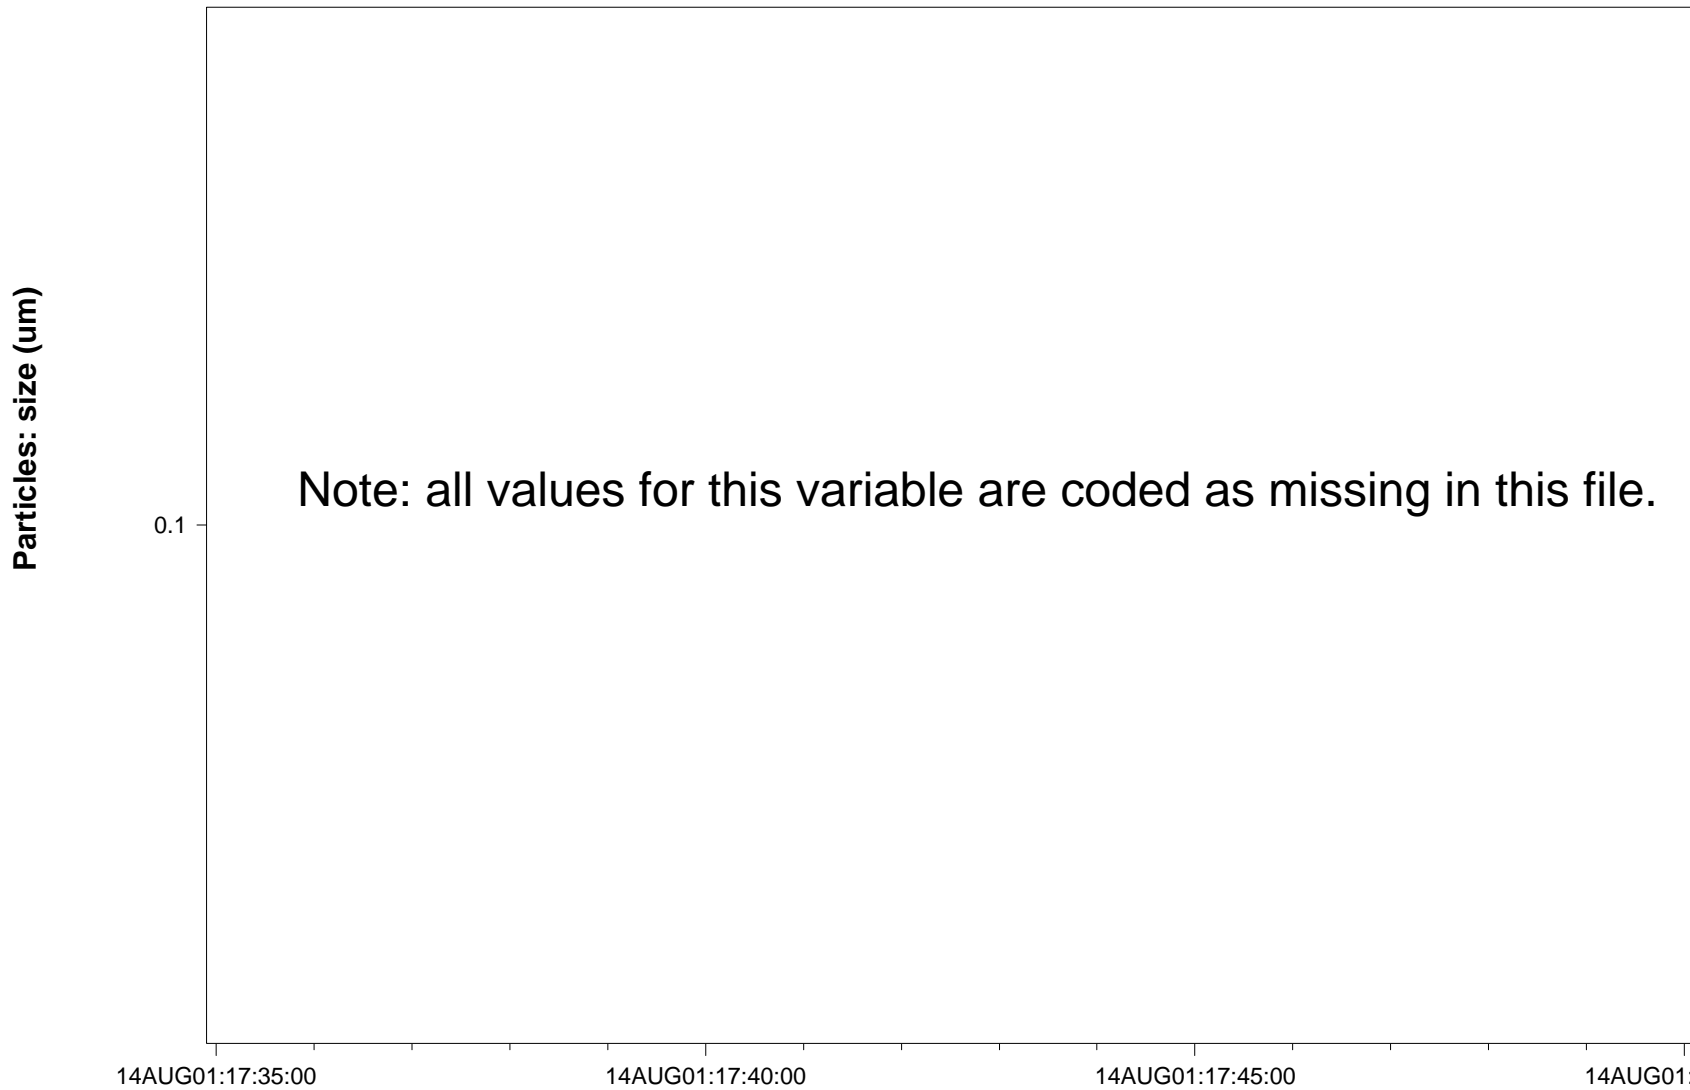 Particles: size (um)
Note: all values for this variable are coded as missing in this file.
0.1
14AUG01:17:35:00 14AUG01:17:40:00 14AUG01:17:45:00 14AUG01: